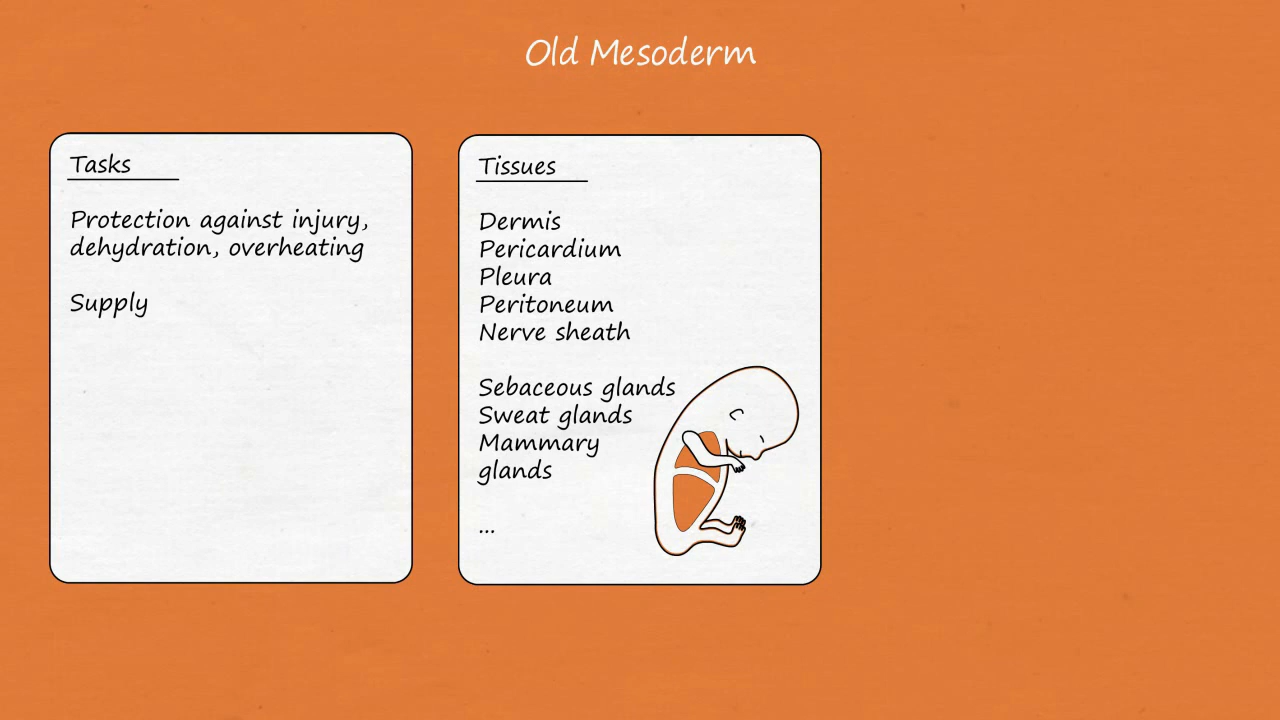 Old Mesoderm
Tasks
Protection against injury,
dehydration, overheating
Supply
Tissues
Dermis
Pericardium
Pleura
Peritoneum
Nerve sheath
Sebaceous glands
Sweat glands
Mammary
glands
...